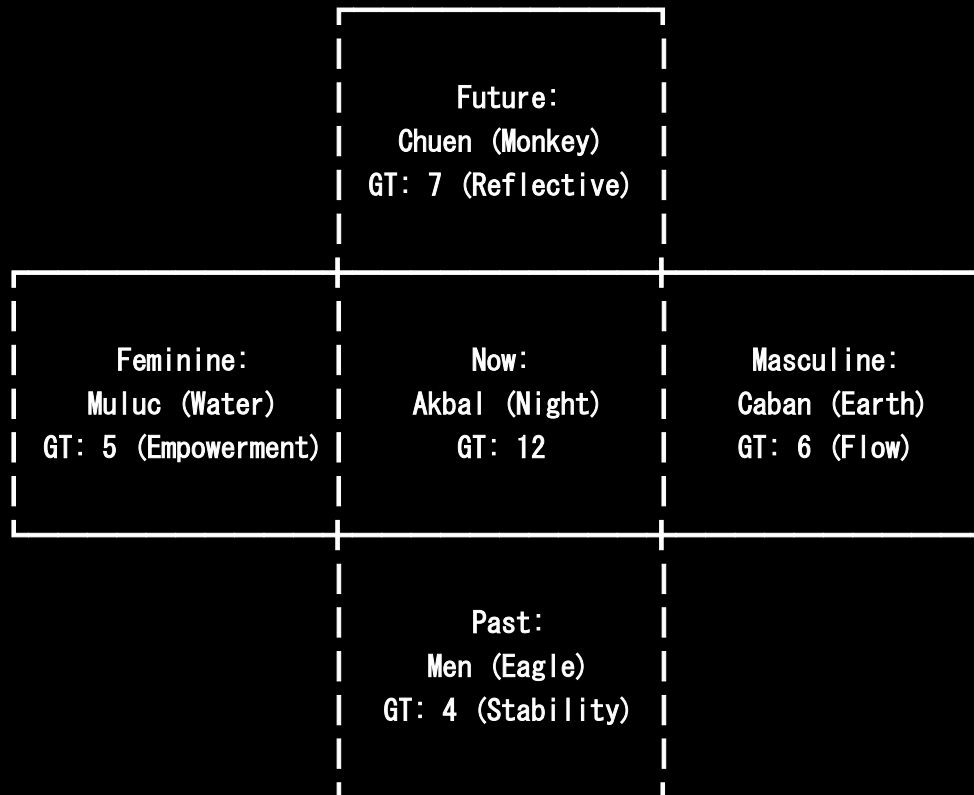 Future:
Chuen (Monkey)
GT: 7 (Reflective)
Feminine:
Muluc (Water)
GT: 5 (Empowerment)
Now:
Akbal (Night)
GT: 12
Masculine:
Caban (Earth)
GT: 6 (Flow)
Past:
Men (Eagle)
GT: 4 (Stability)